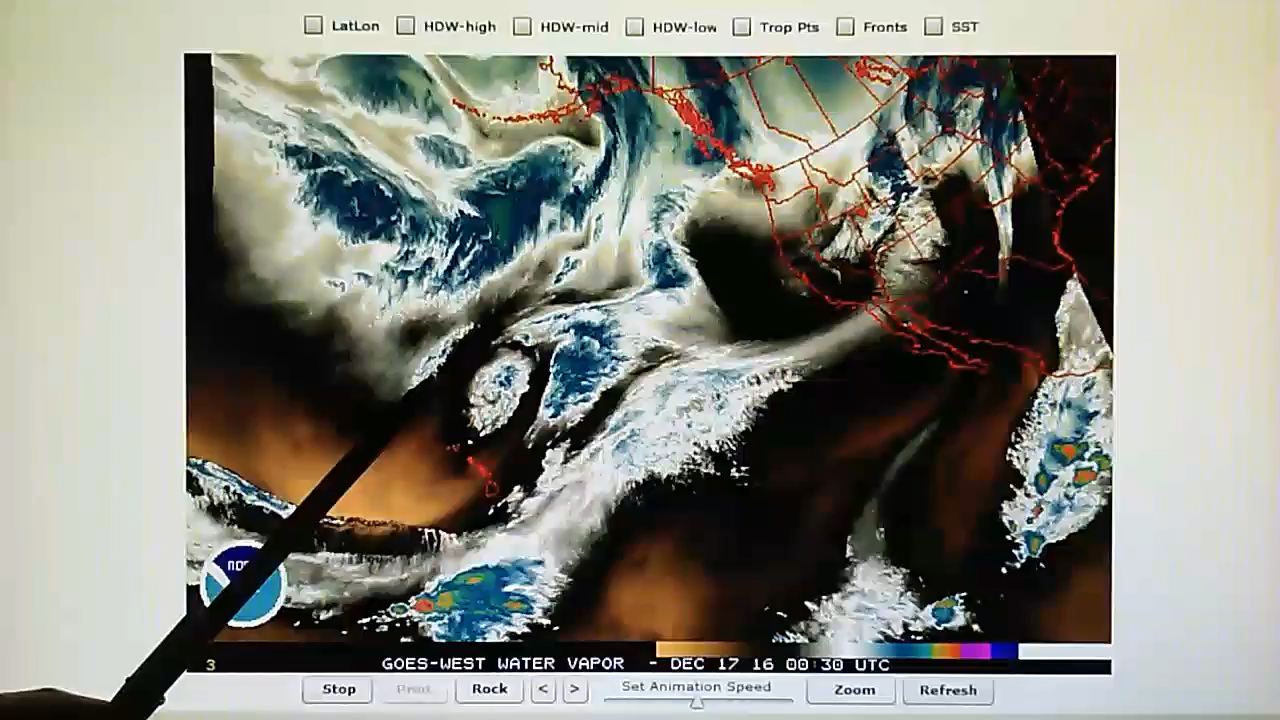 LatLon HDW-high HDW-mid HDW-low Trop Pts Fronts SST
3 GOES-WEST WATER VAPOR - DEC 17 16 00:30 UTC
Stop Print Rock < > Set Animation Speed Zoom Refresh